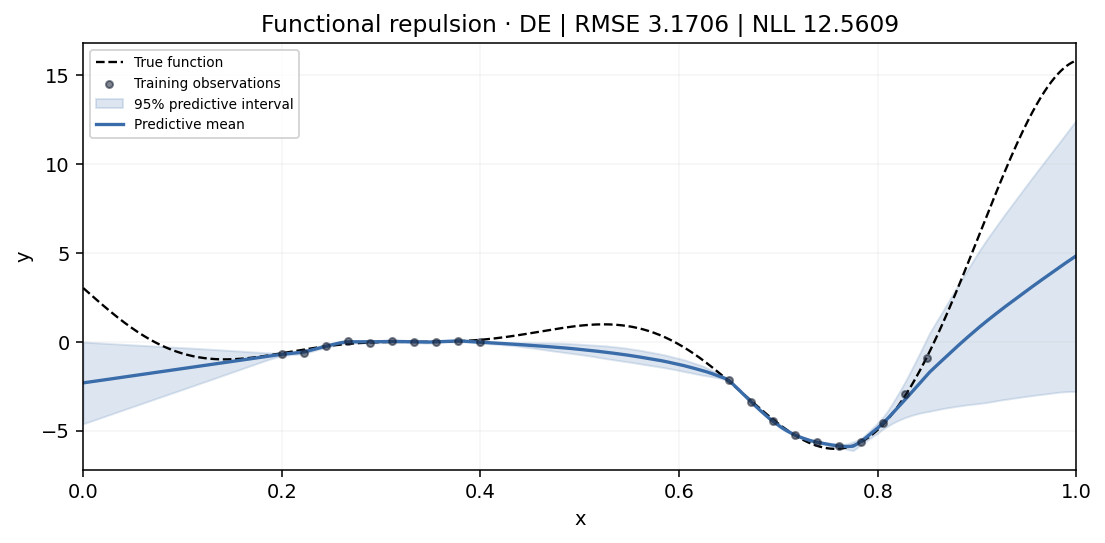 Functional repulsion · DE | RMSE 3.1706 | NLL 12.5609
True function
Training observations
95% predictive interval
Predictive mean
15
10
5
0
−5
y
0.0 0.2 0.4 0.6 0.8 1.0
x